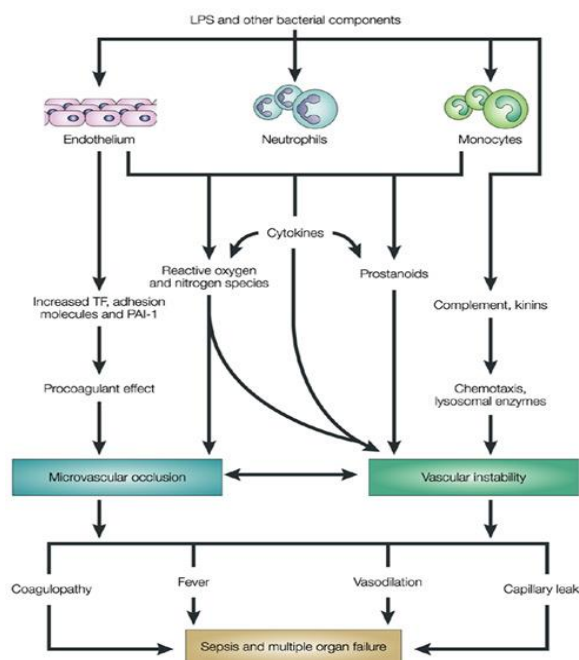 LPS and other bacterial components
Endothelium
Neutrophils
Monocytes
Cytokines
Reactive oxygen
and nitrogen species
Prostanoids
Increased TF, adhesion
molecules and PAI-1
Complement, kinins
Procoagulant effect
Chemotaxis,
lysosomal enzymes
Microvascular occlusion
Vascular instability
Coagulopathy
Fever
Vasodilation
Capillary leak
Sepsis and multiple organ failure